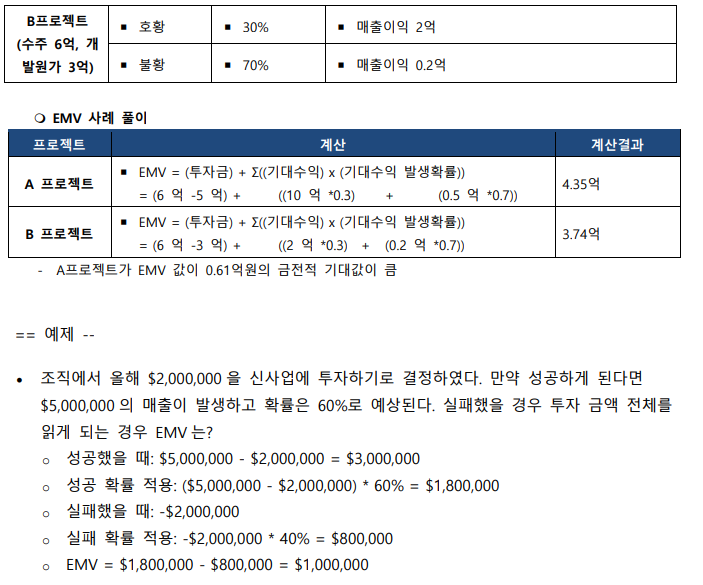 B프로젝트
(수주 6억, 개
발원가 3억)
▪ 호황
▪ 30%
▪ 매출이익 2억
▪ 불황
▪ 70%
▪ 매출이익 0.2억
❍ EMV 사례 풀이
프로젝트 계산 계산결과
A 프로젝트
▪ EMV = (투자금) + Σ((기대수익) x (기대수익 발생확률))
= (6 억 -5 억) + ((10 억 *0.3) + (0.5 억 *0.7))
4.35억
B 프로젝트
▪ EMV = (투자금) + Σ((기대수익) x (기대수익 발생확률))
= (6 억 -3 억) + ((2 억 *0.3) + (0.2 억 *0.7))
3.74억
- A프로젝트가 EMV 값이 0.61억원의 금전적 기대값이 큼
== 예제 --
• 조직에서 올해 $2,000,000 을 신사업에 투자하기로 결정하였다. 만약 성공하게 된다면
$5,000,000 의 매출이 발생하고 확률은 60%로 예상된다. 실패했을 경우 투자 금액 전체를
읽게 되는 경우 EMV 는?
o 성공했을 때: $5,000,000 - $2,000,000 = $3,000,000
o 성공 확률 적용: ($5,000,000 - $2,000,000) * 60% = $1,800,000
o 실패했을 때: -$2,000,000
o 실패 확률 적용: -$2,000,000 * 40% = $800,000
o EMV = $1,800,000 - $800,000 = $1,000,000